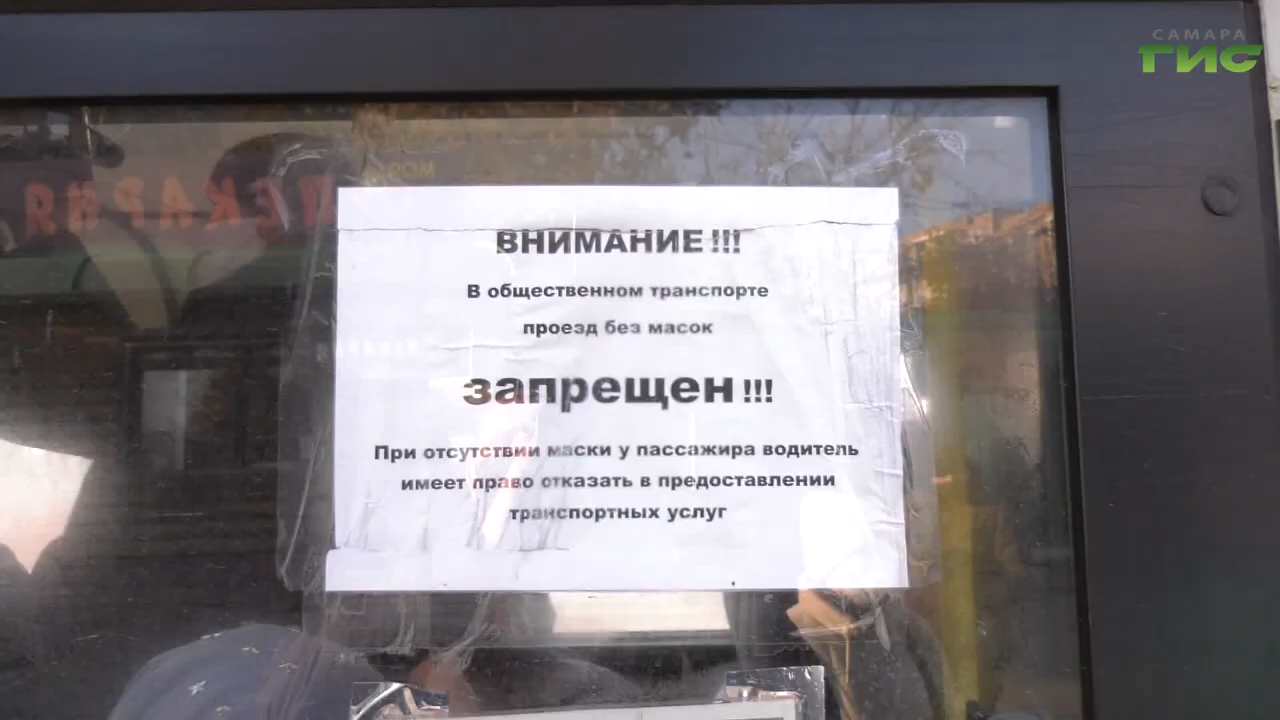 САМАРА
ГИС
ПЕКАРНЯ
ВНИМАНИЕ !!!
В общественном транспорте
проезд без масок
запрещен !!!
При отсутствии маски у пассажира водитель
имеет право отказать в предоставлении
транспортных услуг